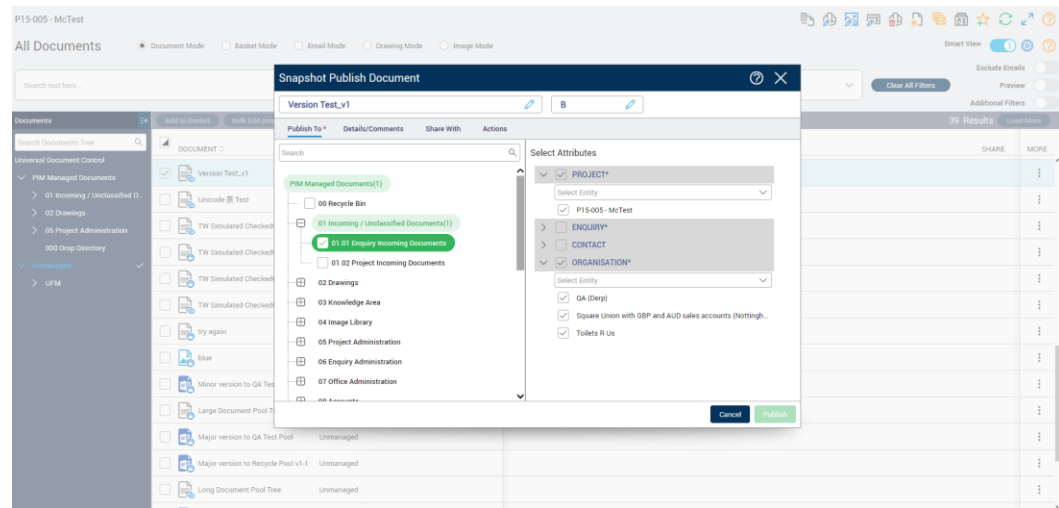 P15-005 - McTest
All Documents
Document Mode
Basket Mode
Email Mode
Drawing Mode
Image Mode
Smart View
Exclude Emails
Search text here...
Clear All Filters
Preview
Additional Filters
Documents
Add to Basket
Bulk Edit
39 Results
Load More
Search Documents Tree
DOCUMENT
SHARE
MORE
Universal Document Control
PIM Managed Documents
01 Incoming / Unclassified D..
02 Drawings
05 Project Administration
000 Drop Directory
Unmanaged
UFM
Version Test_v1
Unicode 蔡 Test
TW Simulated Checked
TW Simulated Checked
TW Simulated Checked
TW Simulated Checked
try again
blue
Minor version to QA Tes
Large Document Pool T
Major version to QA Test Pool
Unmanaged
Major version to Recycle Pool v1-1
Unmanaged
Long Document Pool Tree
Unmanaged
Snapshot Publish Document
Version Test_v1
B
Publish To*
Details/Comments
Share With
Actions
Search
PIM Managed Documents(1)
00 Recycle Bin
01 Incoming / Unclassified Documents(1)
01.01 Enquiry Incoming Documents
01.02 Project Incoming Documents
02 Drawings
03 Knowledge Area
04 Image Library
05 Project Administration
06 Enquiry Administration
07 Office Administration
08 Accounts
Select Attributes
PROJECT*
Select Entity
P15-005 - McTest
ENQUIRY*
CONTACT
ORGANISATION*
Select Entity
QA (Derp)
Square Union with GBP and AUD sales accounts (Nottingh...
Toilets R Us
Cancel
Publish